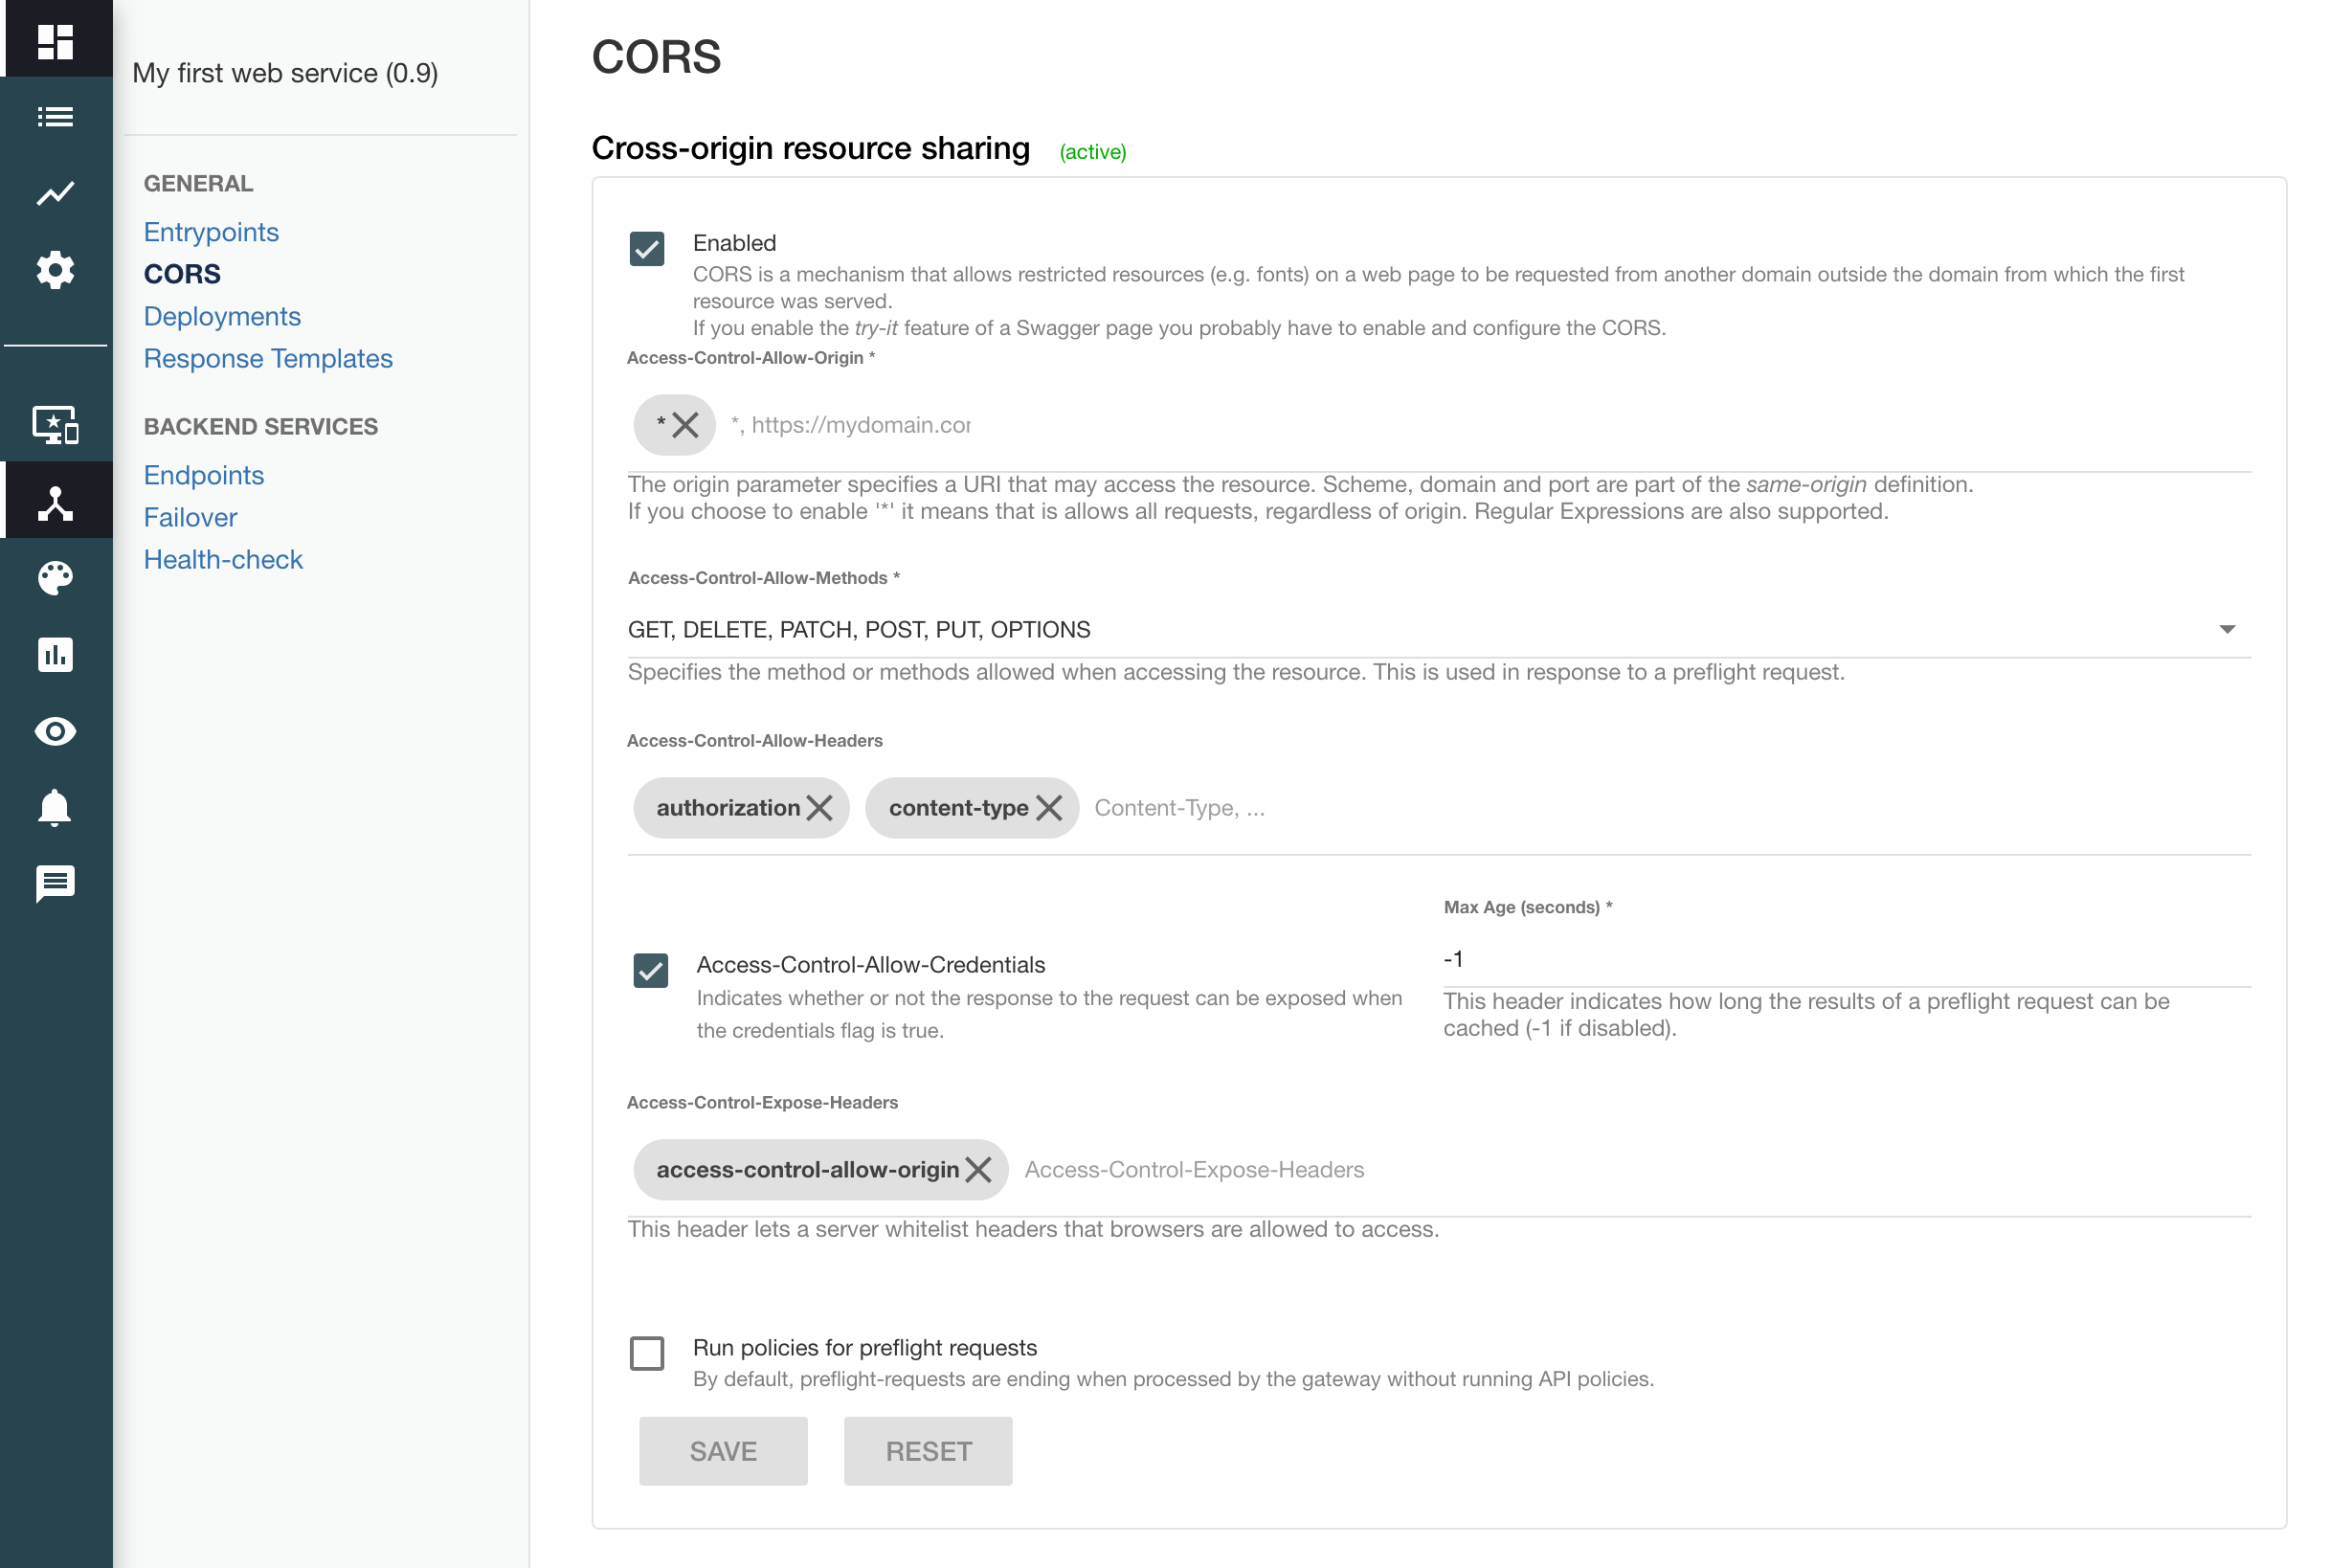 My first web service (0.9)
GENERAL
Entrypoints
CORS
Deployments
Response Templates
BACKEND SERVICES
Endpoints
Failover
Health-check
CORS
Cross-origin resource sharing (active)
Enabled
CORS is a mechanism that allows restricted resources (e.g. fonts) on a web page to be requested from another domain outside the domain from which the first
resource was served.
If you enable the try-it feature of a Swagger page you probably have to enable and configure the CORS.
Access-Control-Allow-Origin *
* *, https://mydomain.cor
The origin parameter specifies a URI that may access the resource. Scheme, domain and port are part of the same-origin definition.
If you choose to enable '*' it means that is allows all requests, regardless of origin. Regular Expressions are also supported.
Access-Control-Allow-Methods *
GET, DELETE, PATCH, POST, PUT, OPTIONS
Specifies the method or methods allowed when accessing the resource. This is used in response to a preflight request.
Access-Control-Allow-Headers
authorization content-type Content-Type, ...
Access-Control-Allow-Credentials
Indicates whether or not the response to the request can be exposed when
the credentials flag is true.
Max Age (seconds) *
-1
This header indicates how long the results of a preflight request can be
cached (-1 if disabled).
Access-Control-Expose-Headers
access-control-allow-origin Access-Control-Expose-Headers
This header lets a server whitelist headers that browsers are allowed to access.
Run policies for preflight requests
By default, preflight-requests are ending when processed by the gateway without running API policies.
SAVE RESET